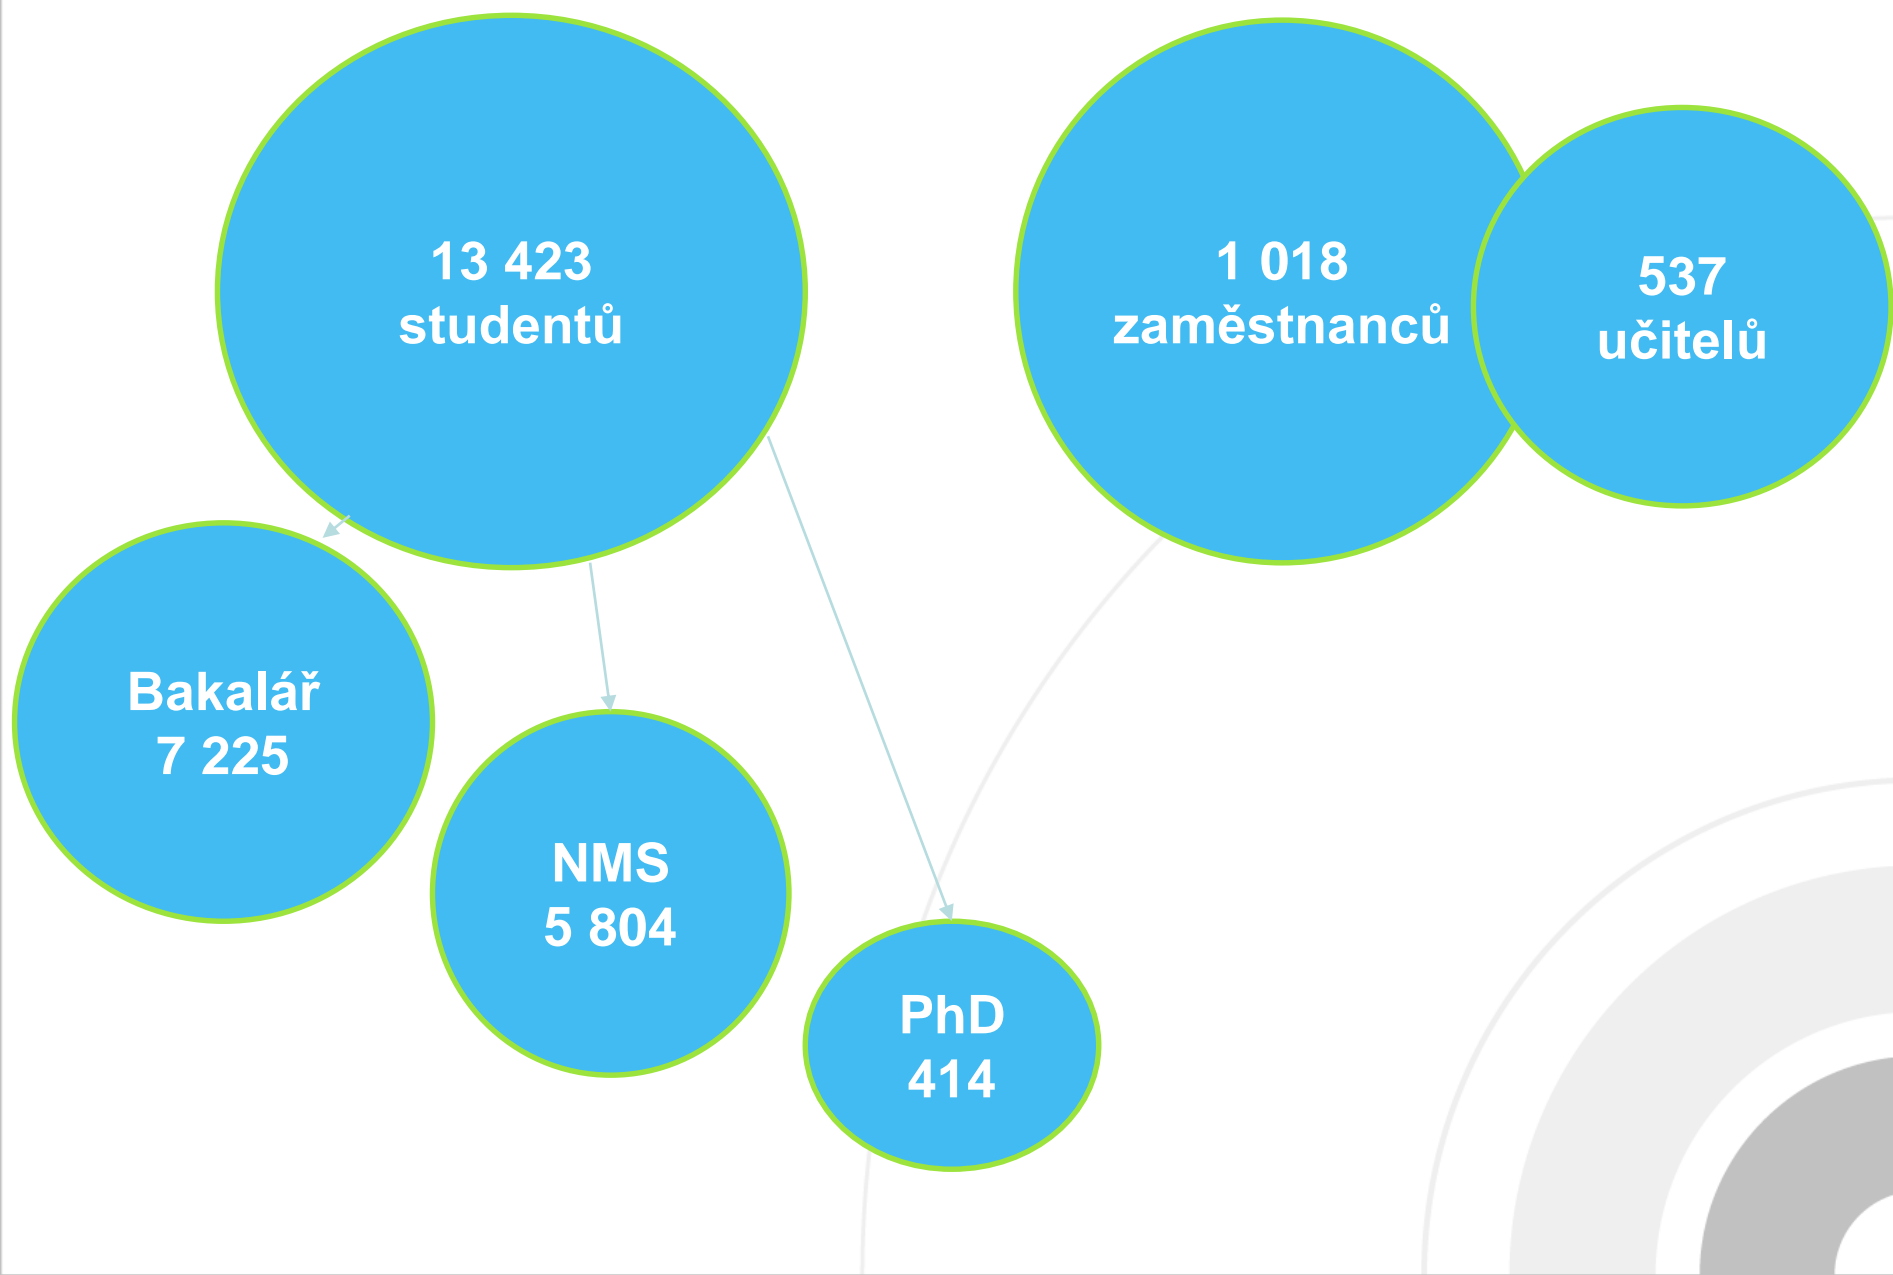 13 423
studentů
1 018
zaměstnanců
537
učitelů
Bakalář
7 225
NMS
5 804
PhD
414